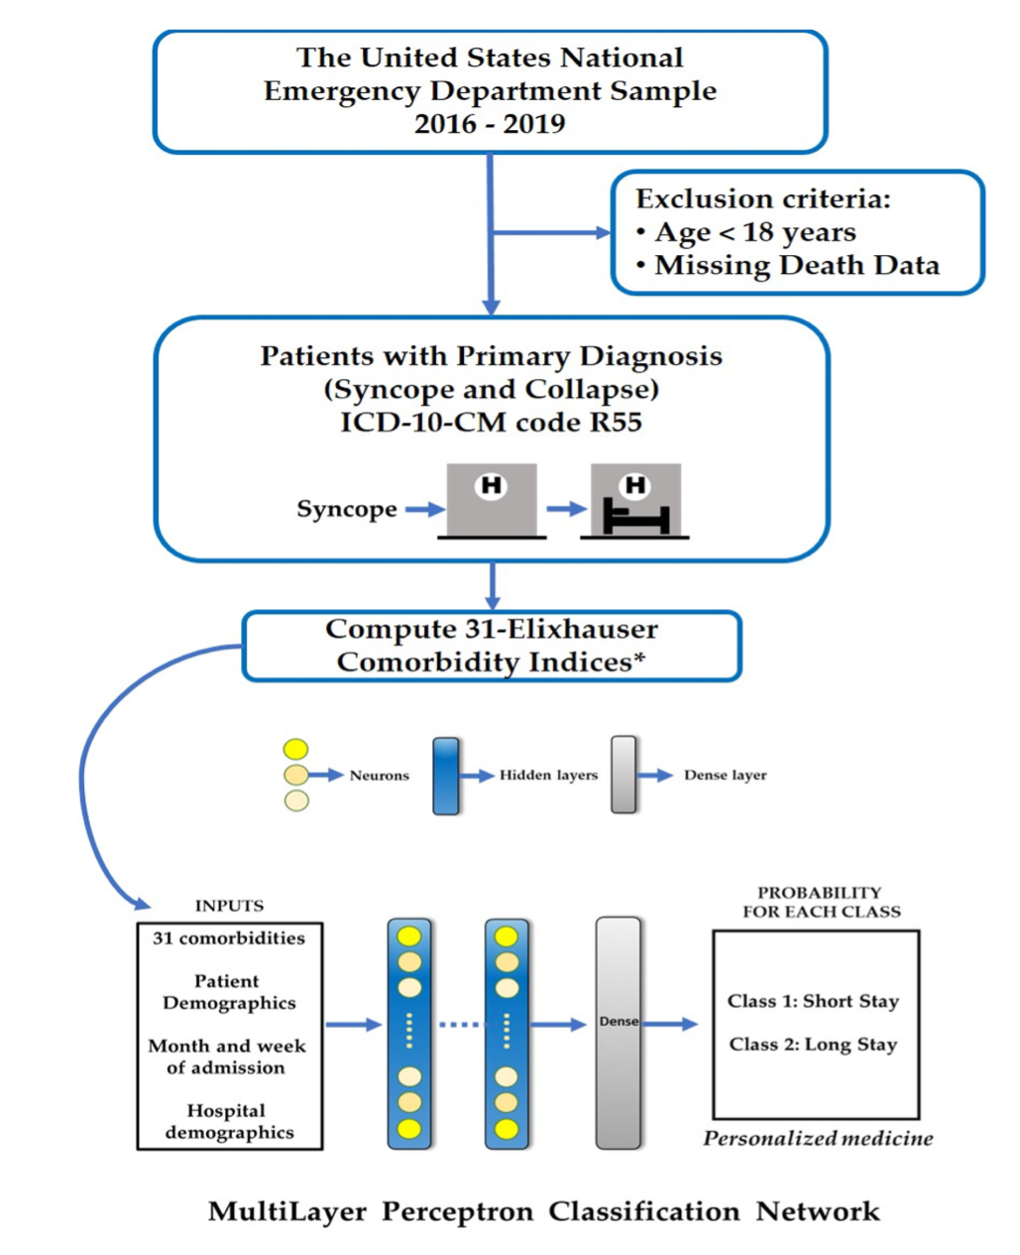 The United States National
Emergency Department Sample
2016 - 2019
Exclusion criteria:
• Age < 18 years
• Missing Death Data
Patients with Primary Diagnosis
(Syncope and Collapse)
ICD-10-CM code R55
H
H
Syncope
Compute 31-Elixhauser
Comorbidity Indices*
Neurons
Hidden layers
Dense layer
INPUTS
31 comorbidities
Patient
Demographics
Month and week
of admission
Hospital
demographics
Dense
PROBABILITY
FOR EACH CLASS
Class 1: Short Stay
Class 2: Long Stay
Personalized medicine
MultiLayer Perceptron Classification Network